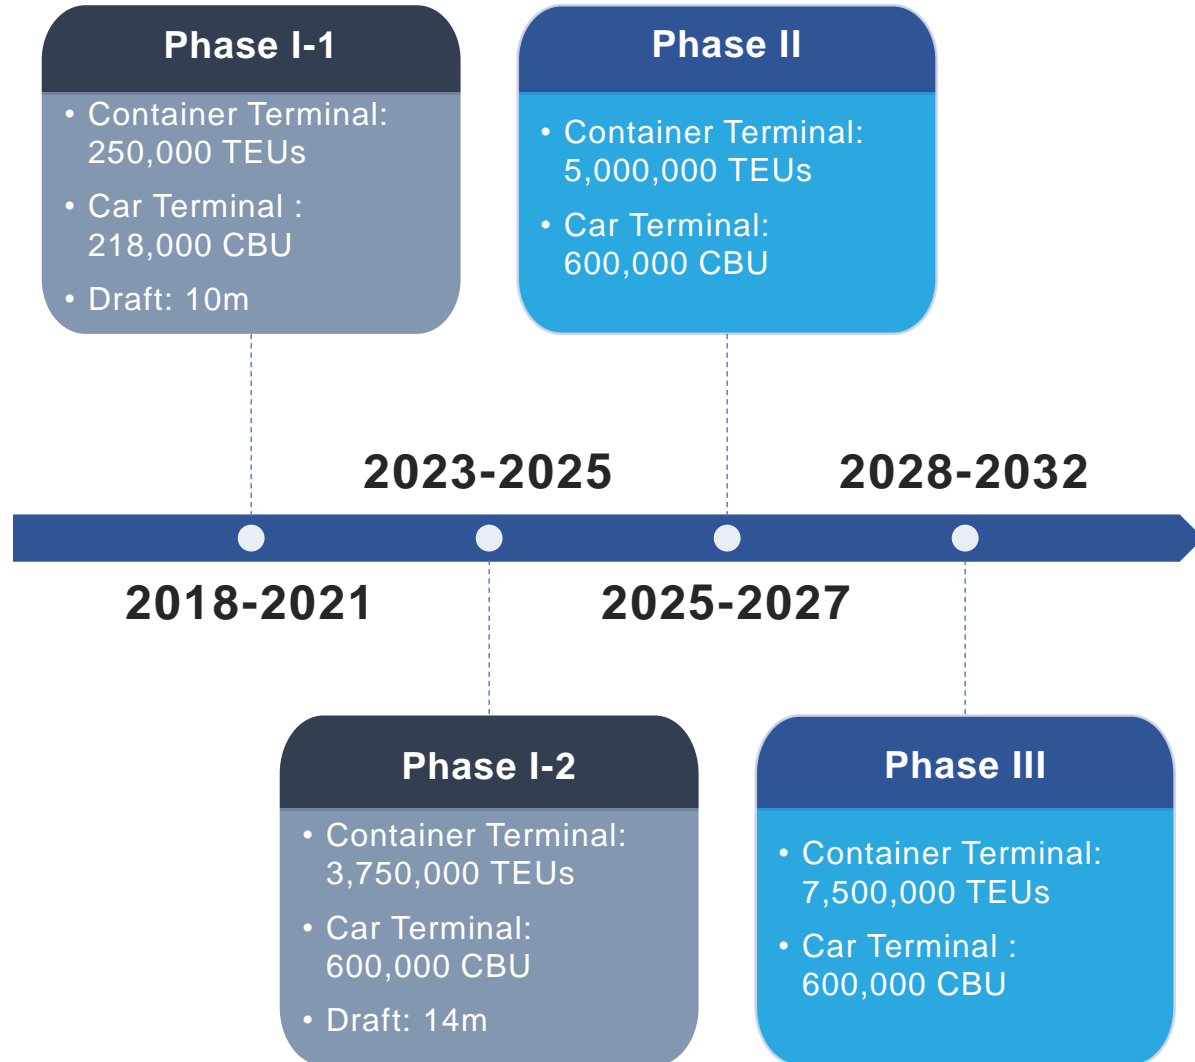 Phase I-1
• Container Terminal:
250,000 TEUs
• Car Terminal :
218,000 CBU
• Draft: 10m
Phase II
• Container Terminal:
5,000,000 TEUs
• Car Terminal:
600,000 CBU
2023-2025
2028-2032
2018-2021
2025-2027
Phase I-2
• Container Terminal:
3,750,000 TEUs
• Car Terminal:
600,000 CBU
• Draft: 14m
Phase III
• Container Terminal:
7,500,000 TEUs
• Car Terminal :
600,000 CBU